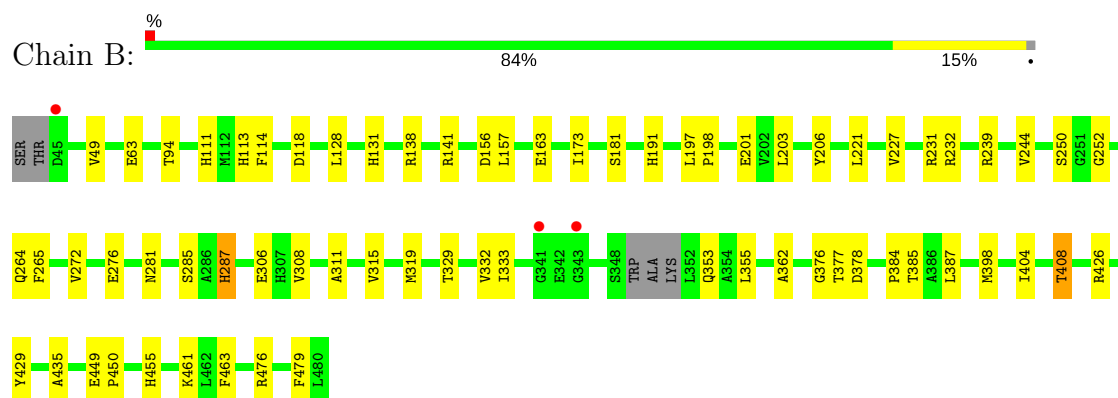 %
Chain B:
84% 15% •
SER THR D45 V49 E63 T94 H111 M112 H113 F114 D118 L128 H131 R138 R141 D156 L157 E163 I173 S181 H191 L197 P198 E201 V202 L203 Y206 L221 V227 R231 R232 R239 V244 S250 G251 G252
Q264 F265 V272 E276 N281 S285 A286 H287 E306 H307 V308 A311 V315 M319 T329 V332 I333 G341 E342 G343 S348 TRP ALA LYS L352 Q353 A354 L355 A362 G376 T377 D378 P384 T385 A386 L387 M398 I404 T408 R426
Y429 A435 E449 P450 H455 K461 L462 F463 R476 F479 L480